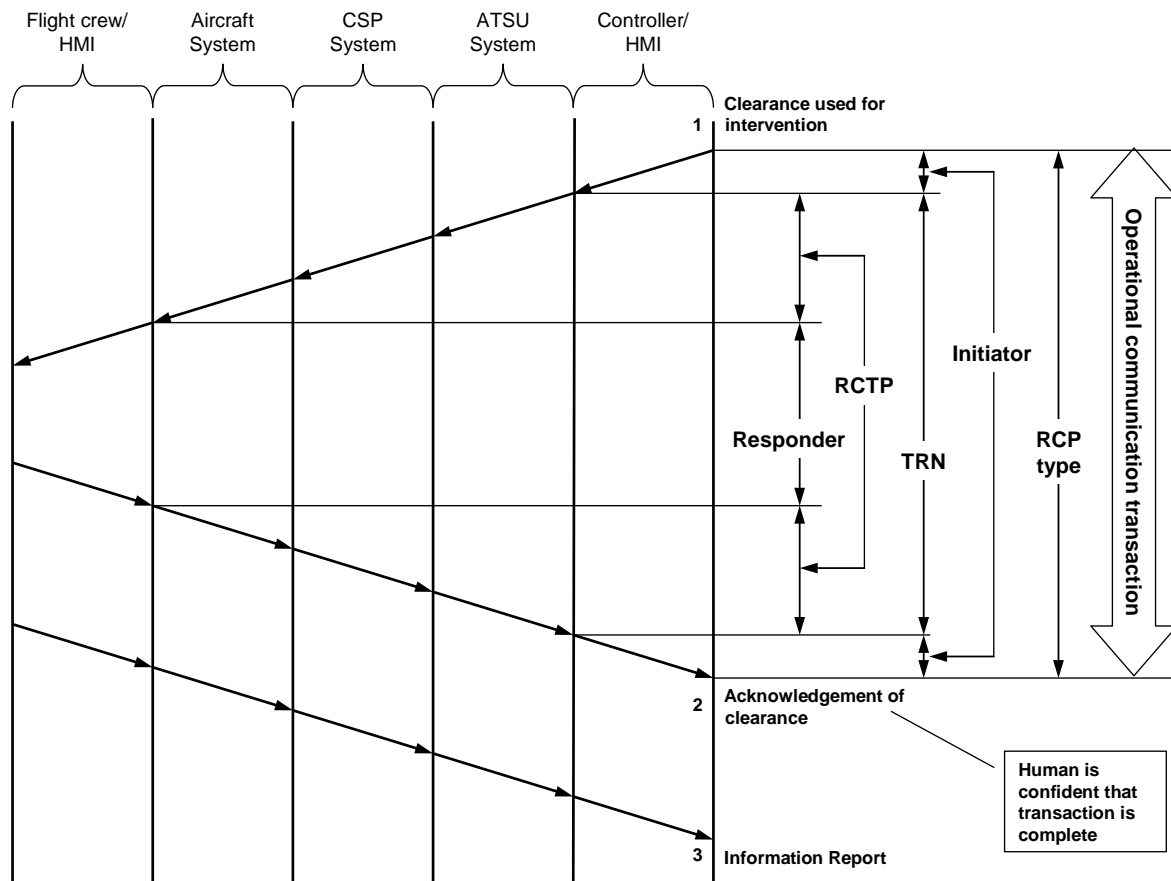 Flight crew/
HMI
Aircraft
System
CSP
System
ATSU
System
Controller/
HMI
1
Clearance used for
intervention
Operational communication transaction
Initiator
RCTP
Responder
TRN
RCP
type
2
Acknowledgement of
clearance
Human is
confident that
transaction is
complete
3
Information Report